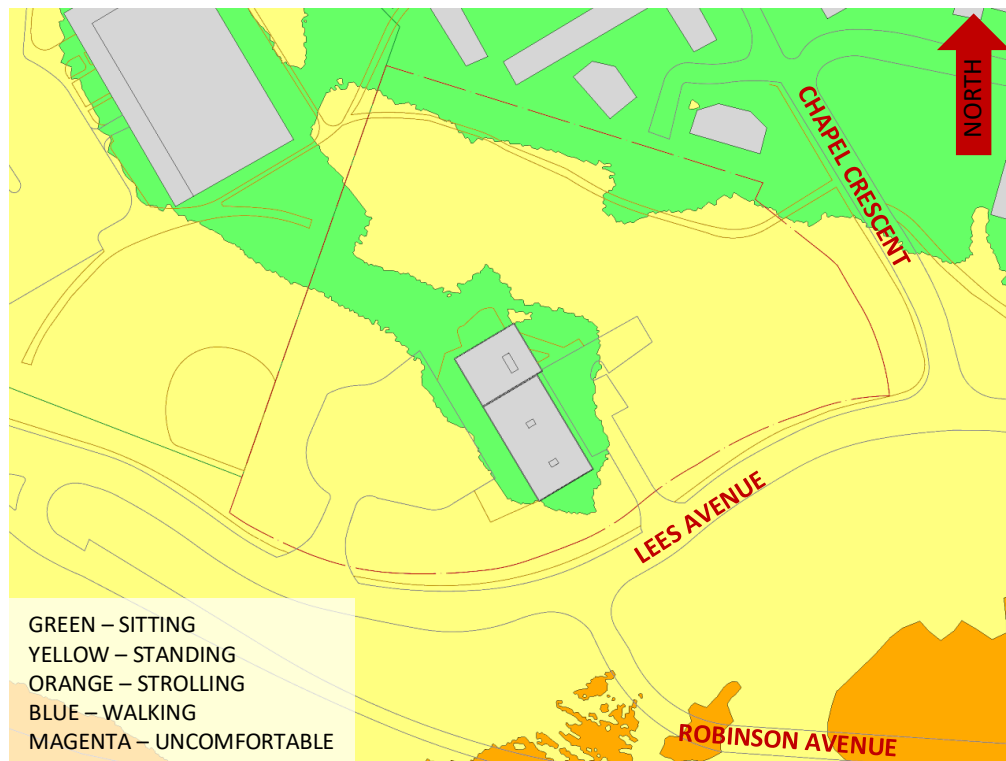 NORTH
CHAPEL CRESCENT
LEES AVENUE
GREEN – SITTING
YELLOW – STANDING
ORANGE – STROLLING
BLUE – WALKING
MAGENTA – UNCOMFORTABLE
ROBINSON AVENUE